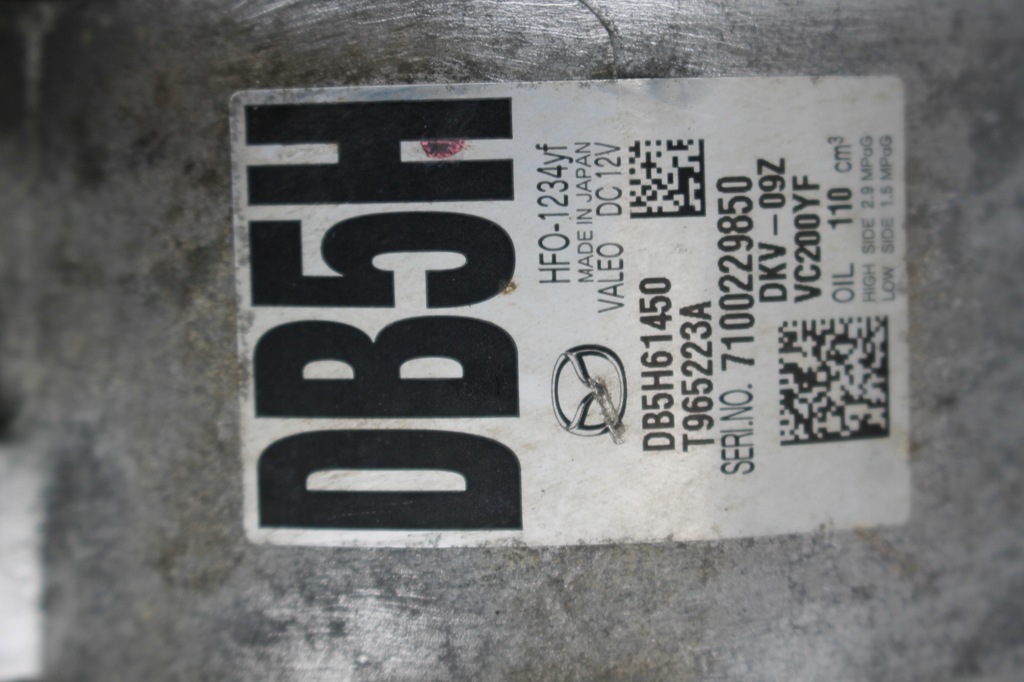 DB5H
HFO-1234yf
MADE IN JAPAN
VALEO DC 12V
DB5H61450
T965223A
SERI.NO. 7100229850
DKV-09Z
VC200YF
OIL 110 cm³
HIGH SIDE 2.9 MPaG
LOW SIDE 1.5 MPaG